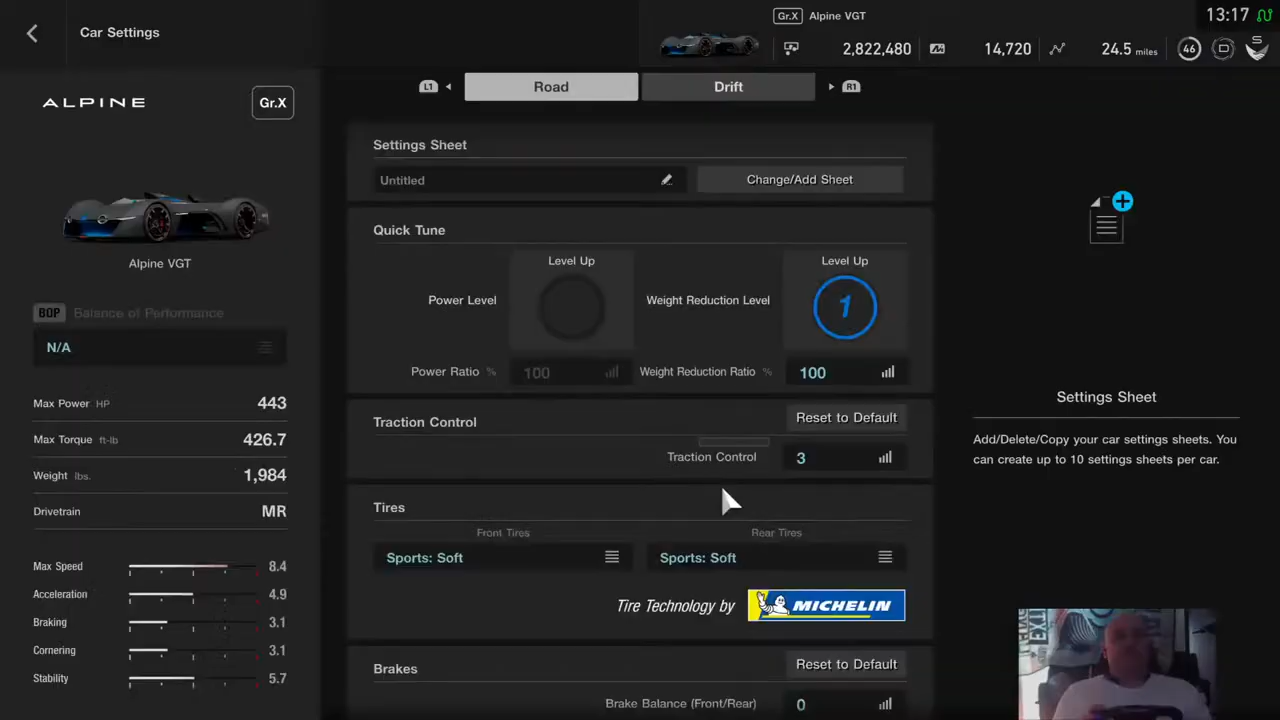 Gr.X Alpine VGT
13:17
Car Settings
2,822,480
14,720
24.5 miles
46
S
L1
Road
Drift
R1
ALPINE
Gr.X
Alpine VGT
BOP Balance of Performance
N/A
Max Power HP 443
Max Torque ft-lb 426.7
Weight lbs. 1,984
Drivetrain MR
Max Speed 8.4
Acceleration 4.9
Braking 3.1
Cornering 3.1
Stability 5.7
Settings Sheet
Untitled
Change/Add Sheet
Quick Tune
Level Up
Level Up
Power Level
Weight Reduction Level
1
Power Ratio % 100
Weight Reduction Ratio % 100
Traction Control
Reset to Default
Traction Control 3
Tires
Front Tires
Rear Tires
Sports: Soft
Sports: Soft
Tire Technology by MICHELIN
Brakes
Reset to Default
Brake Balance (Front/Rear) 0
Settings Sheet
Add/Delete/Copy your car settings sheets. You
can create up to 10 settings sheets per car.